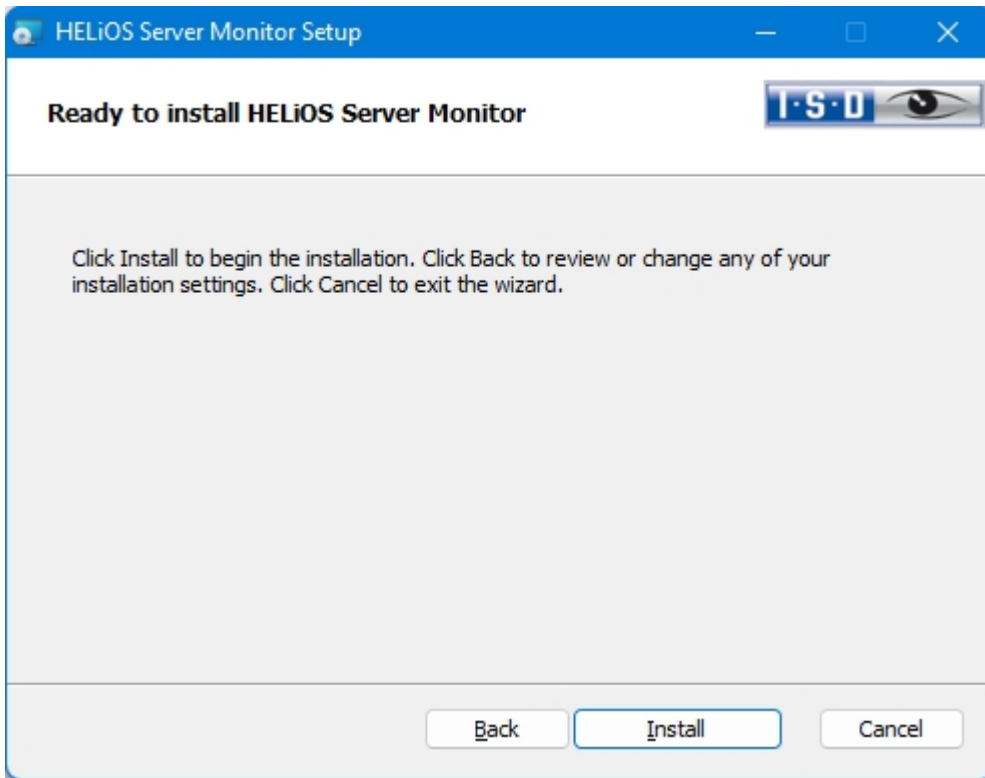 HELiOS Server Monitor Setup
Ready to install HELiOS Server Monitor
I·S·D
Click Install to begin the installation. Click Back to review or change any of your
installation settings. Click Cancel to exit the wizard.
Back Install Cancel